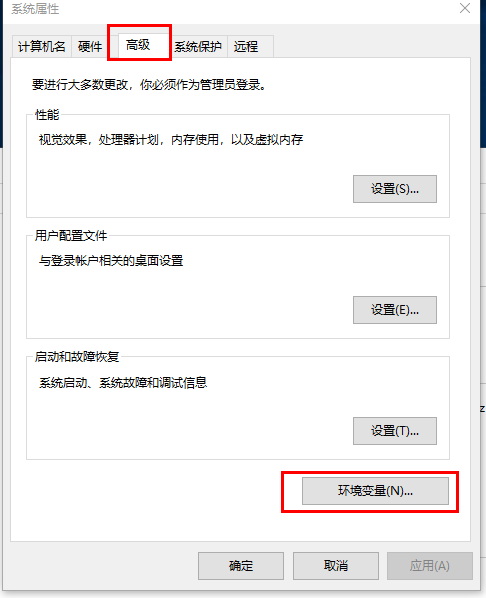 系统属性
计算机名 硬件 高级 系统保护 远程
要进行大多数更改，你必须作为管理员登录。
性能
视觉效果，处理器计划，内存使用，以及虚拟内存
设置(S)...
用户配置文件
与登录帐户相关的桌面设置
设置(E)...
启动和故障恢复
系统启动、系统故障和调试信息
设置(T)...
环境变量(N)...
确定 取消 应用(A)
z